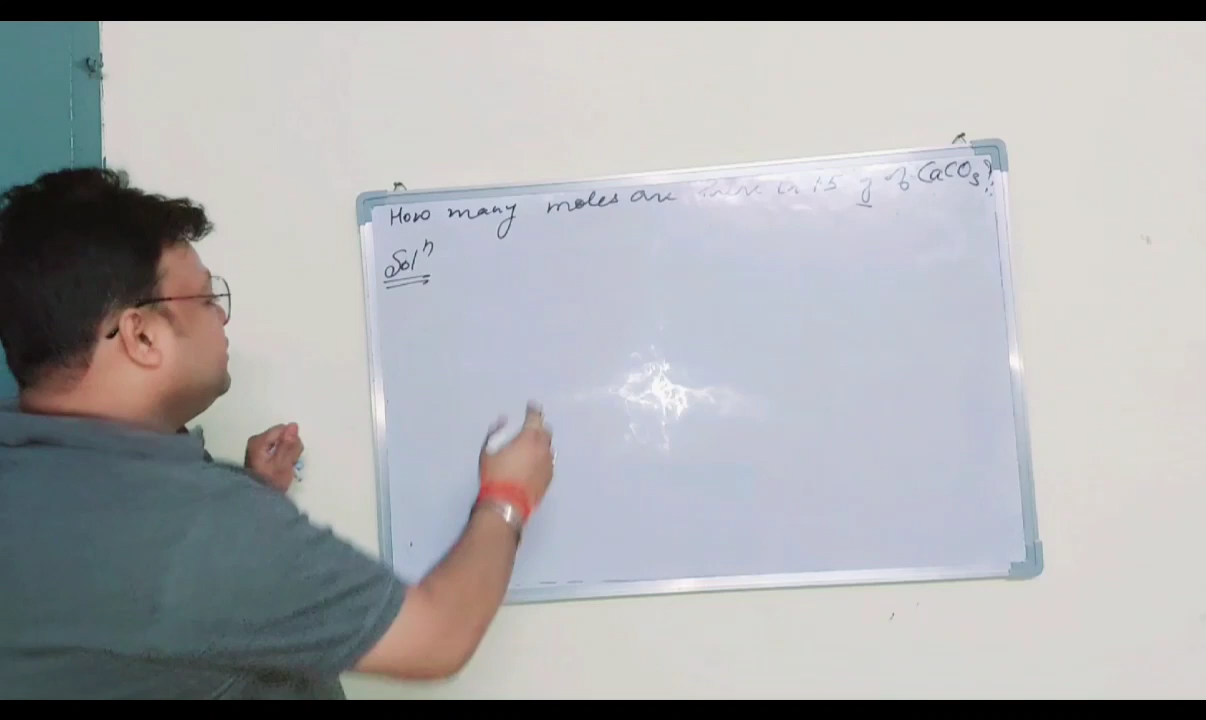 How many moles are there in 15 g of CaCO3?
Solⁿ